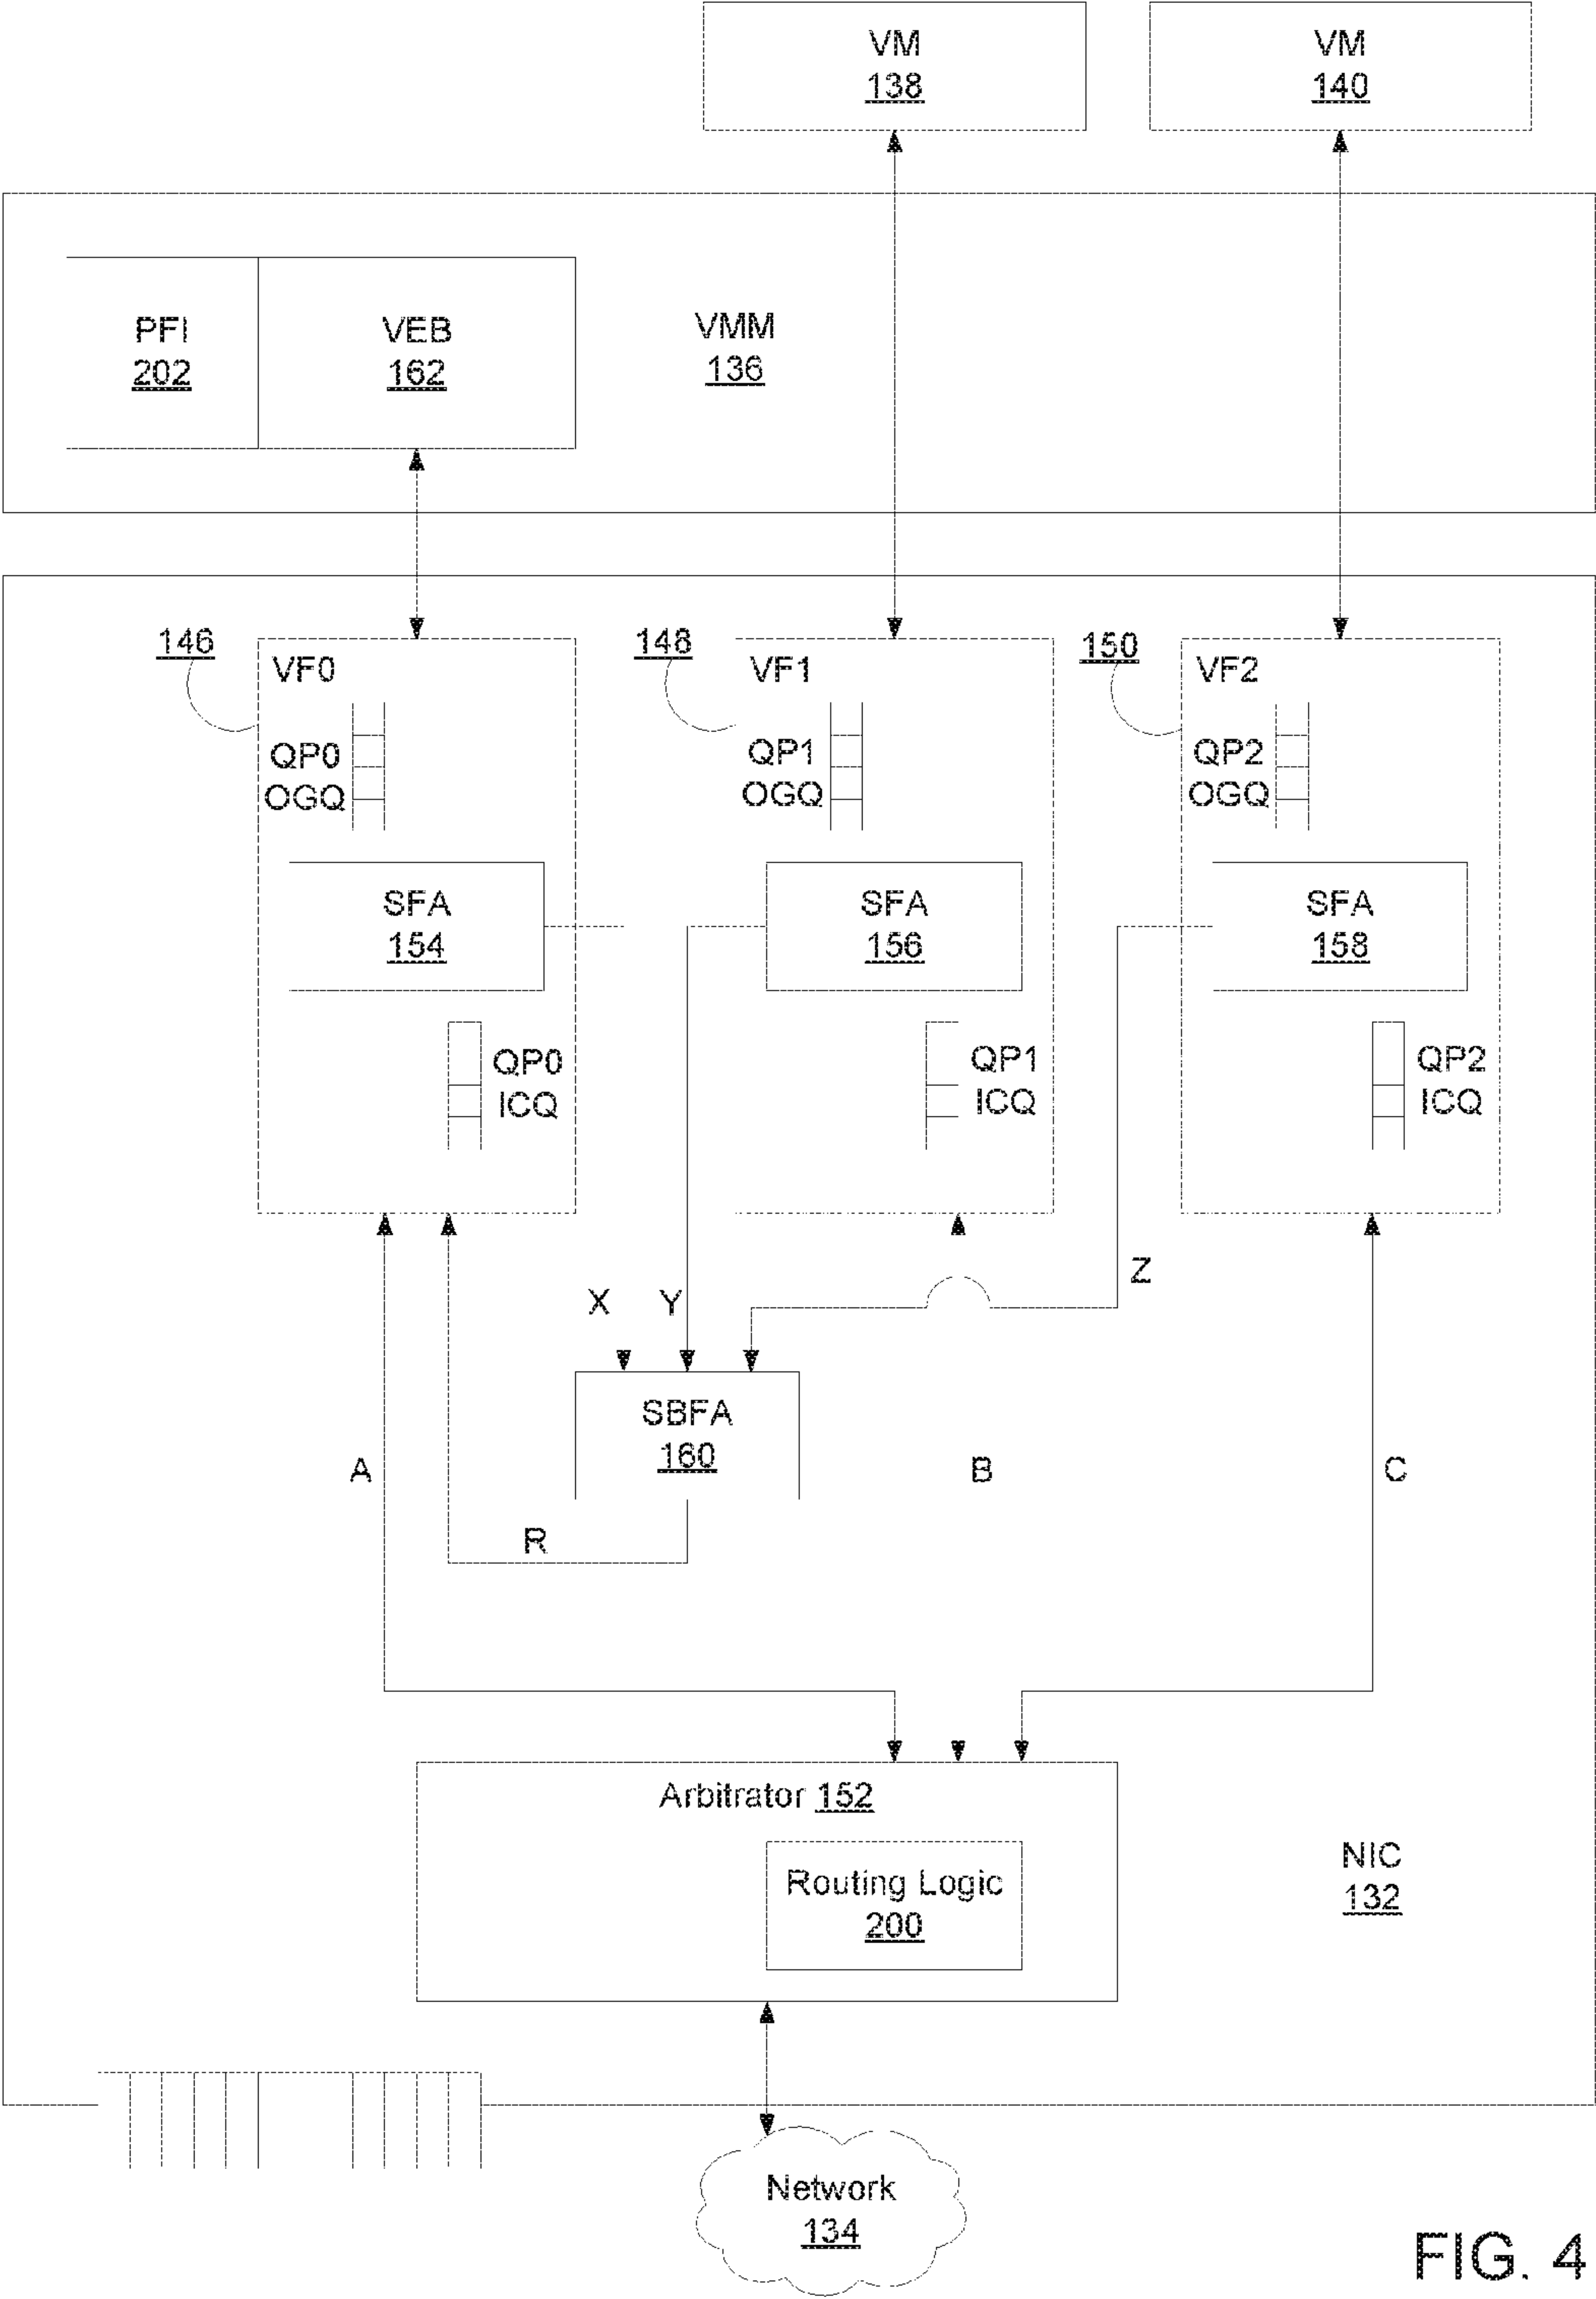 VM
138
VM
140
PFI
202
VEB
162
VMM
136
146
148
150
VF0
VF1
VF2
QP0
OGQ
QP1
OGQ
QP2
OGQ
SFA
154
SFA
156
SFA
158
QP0
ICQ
QP1
ICQ
QP2
ICQ
X
Y
Z
SBFA
160
A
B
C
R
Arbitrator 152
Routing Logic
200
NIC
132
Network
134
FIG. 4